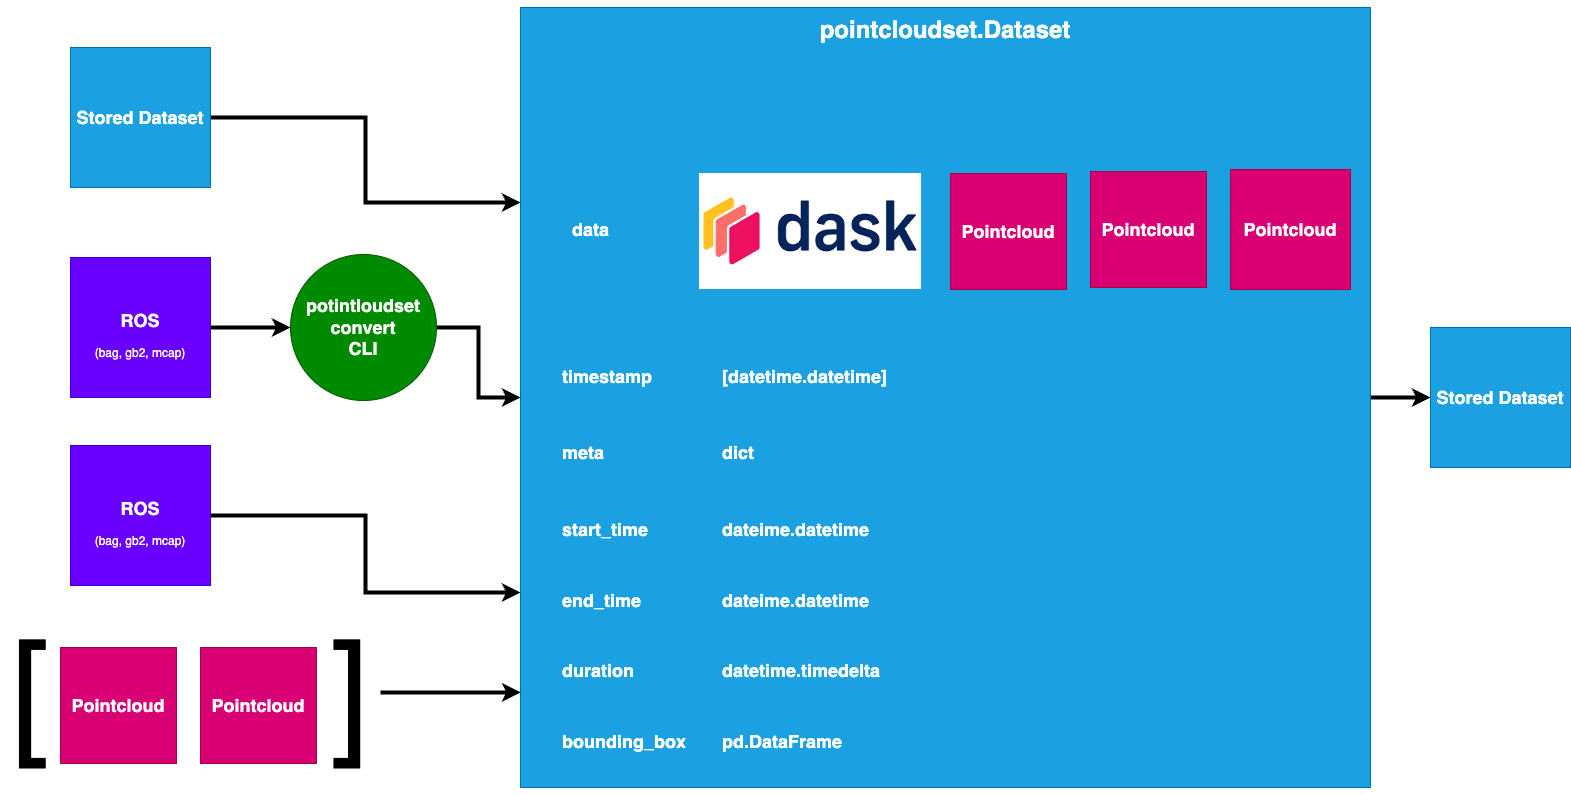 pointcloudset.Dataset
Stored Dataset
data
dask
Pointcloud
Pointcloud
Pointcloud
ROS
(bag, gb2, mcap)
potintloudset
convert
CLI
timestamp [datetime.datetime]
meta dict
start_time dateime.datetime
end_time dateime.datetime
duration datetime.timedelta
bounding_box pd.DataFrame
ROS
(bag, gb2, mcap)
[ Pointcloud Pointcloud ]
Stored Dataset